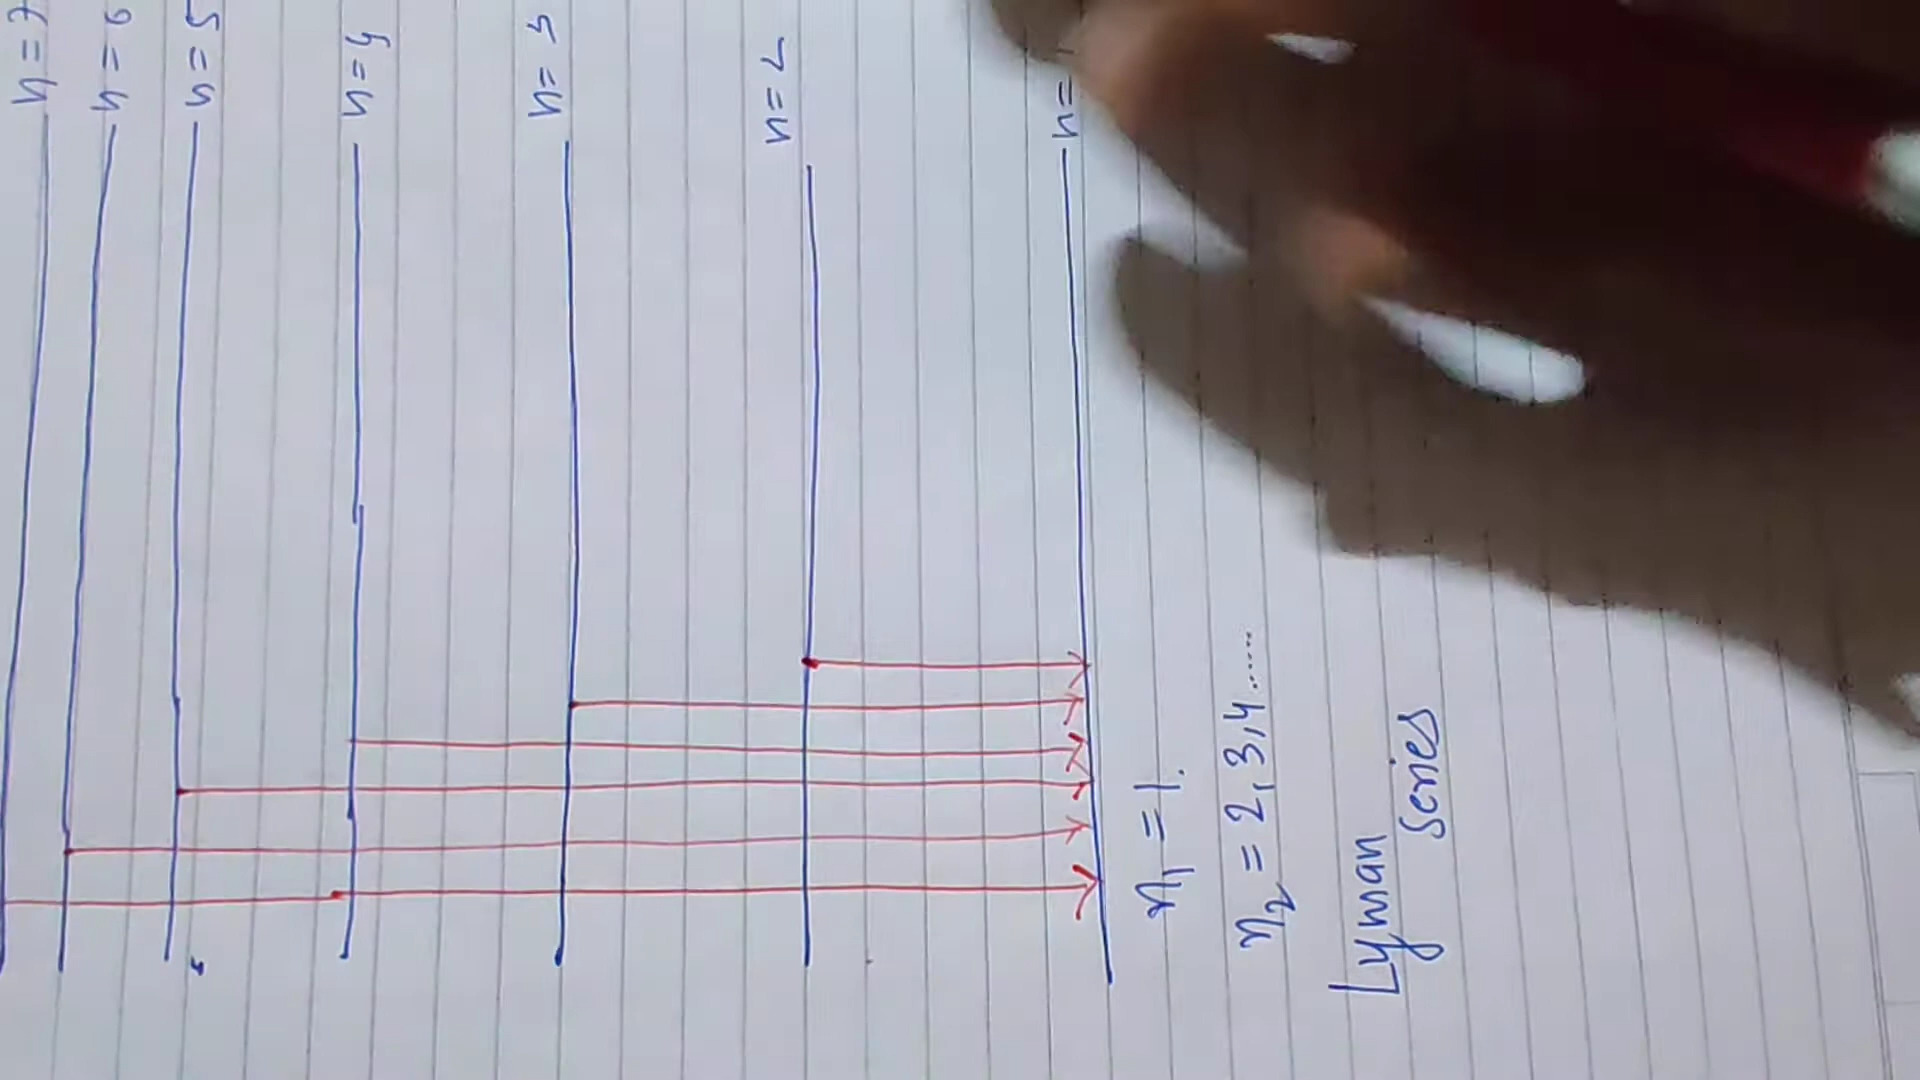 n=7
n=6
n=5
n=4
n=3
n=2
n=
n₁ = 1.
n₂ = 2, 3, 4......
Lyman
series